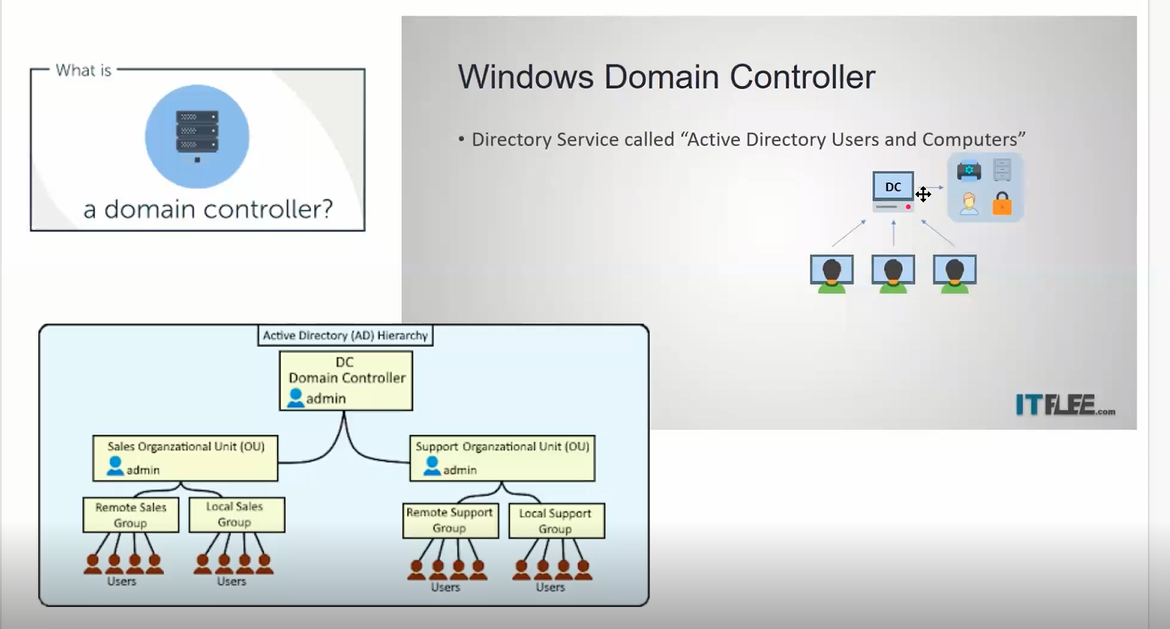 What is
a domain controller?
Windows Domain Controller
• Directory Service called “Active Directory Users and Computers”
DC
ITFLEE.com
Active Directory (AD) Hierarchy
DC
Domain Controller
admin
Sales Organzational Unit (OU)
admin
Support Organzational Unit (OU)
admin
Remote Sales
Group
Local Sales
Group
Remote Support
Group
Local Support
Group
Users
Users
Users
Users